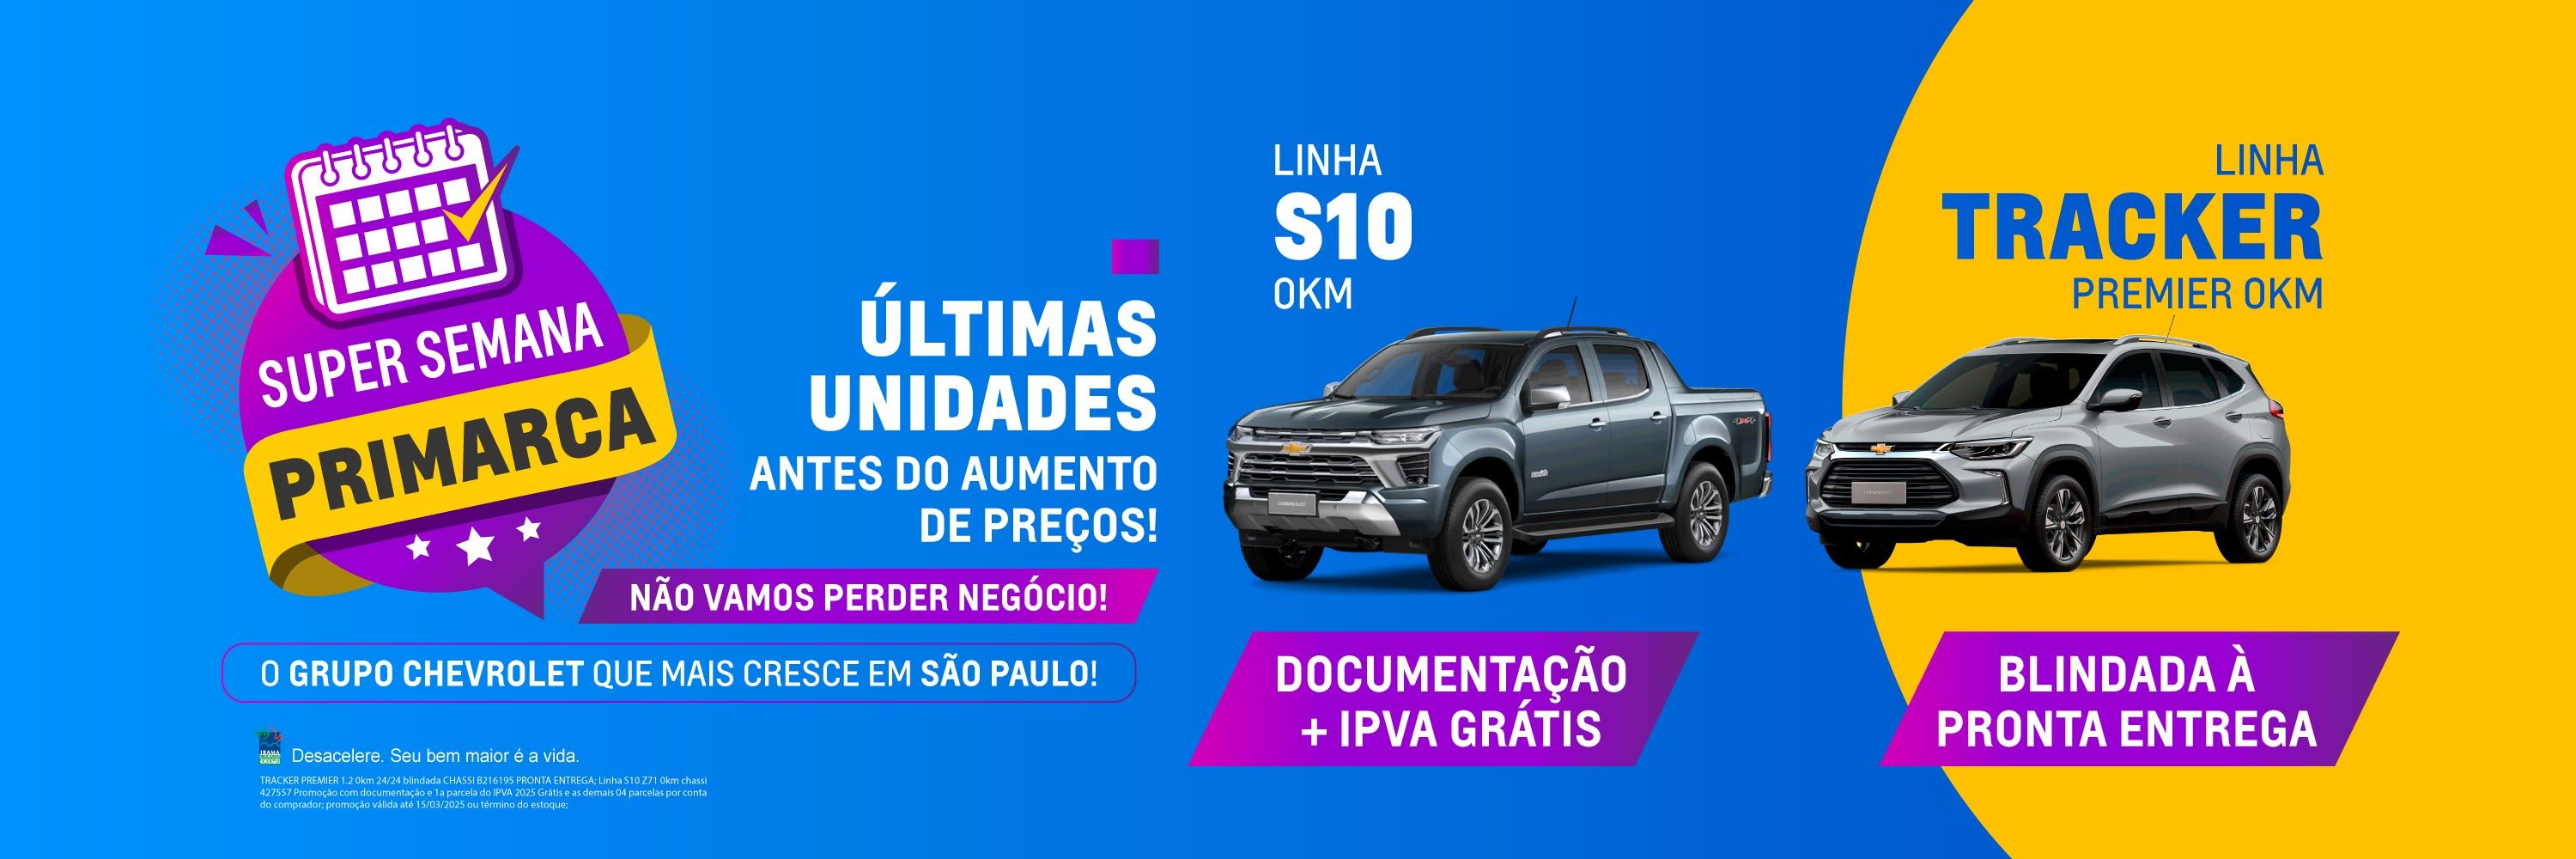 SUPER SEMANA
PRIMARCA
ÚLTIMAS
UNIDADES
ANTES DO AUMENTO
DE PREÇOS!
NÃO VAMOS PERDER NEGÓCIO!
O GRUPO CHEVROLET QUE MAIS CRESCE EM SÃO PAULO!
IBAMA
Desacelere. Seu bem maior é a vida.
TRACKER PREMIER 1.2 0km 24/24 blindada CHASSI B216195 PRONTA ENTREGA; Linha S10 Z71 0km chassi
427557 Promoção com documentação e 1a parcela do IPVA 2025 Grátis e as demais 04 parcelas por conta
do comprador; promoção válida até 15/03/2025 ou término do estoque;
LINHA
S10
0KM
CHEVROLET
DOCUMENTAÇÃO
+ IPVA GRÁTIS
LINHA
TRACKER
PREMIER 0KM
CHEVROLET
BLINDADA À
PRONTA ENTREGA